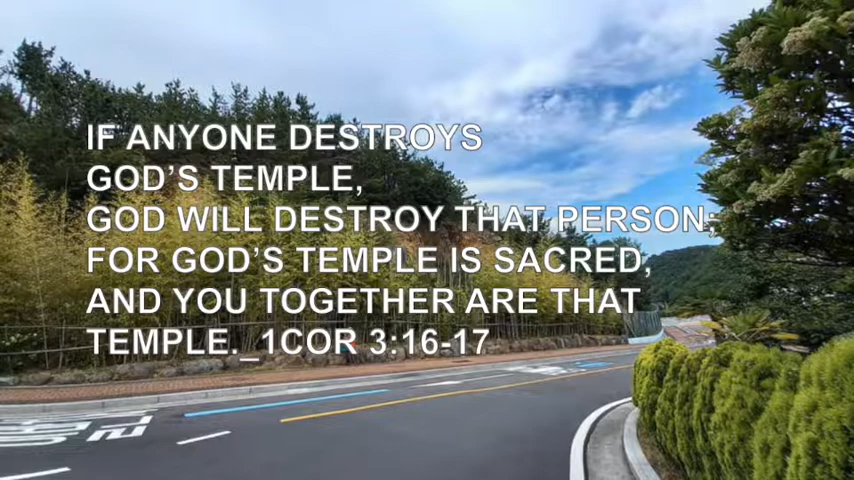 IF ANYONE DESTROYS
GOD’S TEMPLE,
GOD WILL DESTROY THAT PERSON;
FOR GOD’S TEMPLE IS SACRED,
AND YOU TOGETHER ARE THAT
TEMPLE._1COR 3:16-17